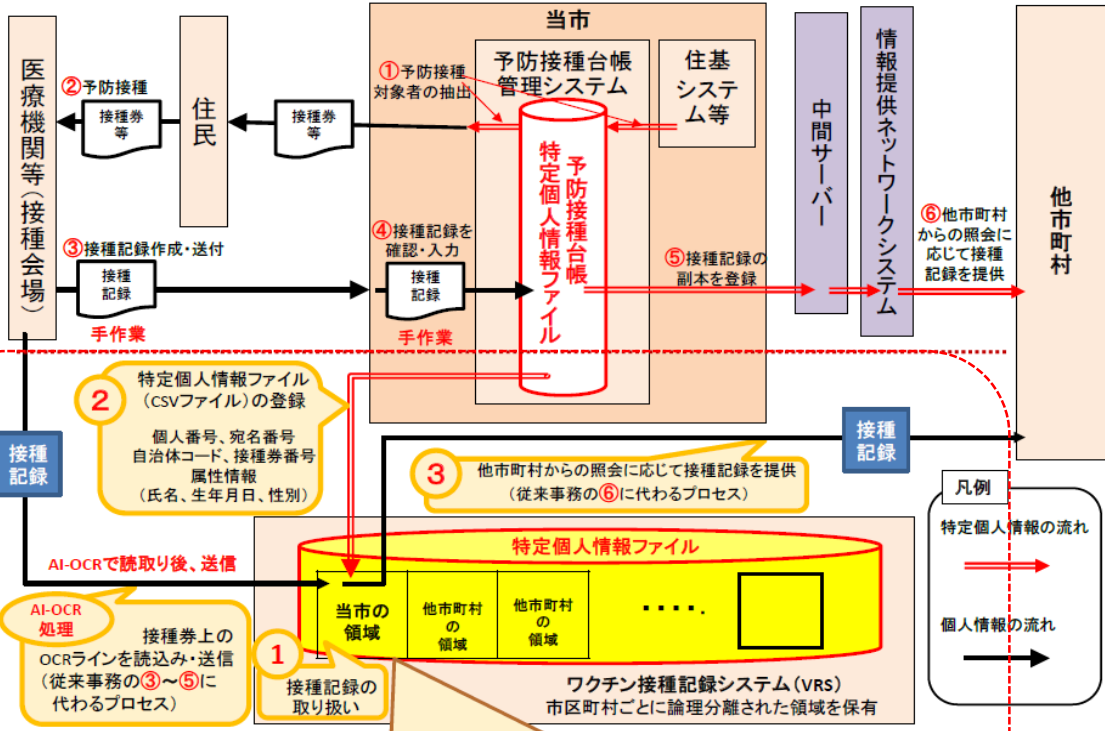 当市
医療機関等(接種会場)
②予防接種
接種券
等
住民
接種券
等
①予防接種
対象者の抽出
予防接種台帳
管理システム
住基
システ
ム等
予防接種台帳
特定個人情報ファイル
中間サーバー
情報提供ネットワークシステム
他市町村
③接種記録作成・送付
接種
記録
手作業
④接種記録を
確認・入力
接種
記録
手作業
⑤接種記録の
副本を登録
⑥他市町村
からの照会に
応じて接種
記録を提供
2
特定個人情報ファイル
(CSVファイル)の登録
個人番号、宛名番号
自治体コード、接種券番号
属性情報
(氏名、生年月日、性別)
接種
記録
接種
記録
3
他市町村からの照会に応じて接種記録を提供
(従来事務の⑥に代わるプロセス)
凡例
特定個人情報の流れ
個人情報の流れ
AI-OCRで読取り後、送信
特定個人情報ファイル
当市の
領域
他市町村
の
領域
他市町村
の
領域
・・・・.
AI-OCR
処理
接種券上の
OCRラインを読込み・送信
(従来事務の③～⑤に
代わるプロセス)
1
接種記録の
取り扱い
ワクチン接種記録システム(VRS)
市区町村ごとに論理分離された領域を保有